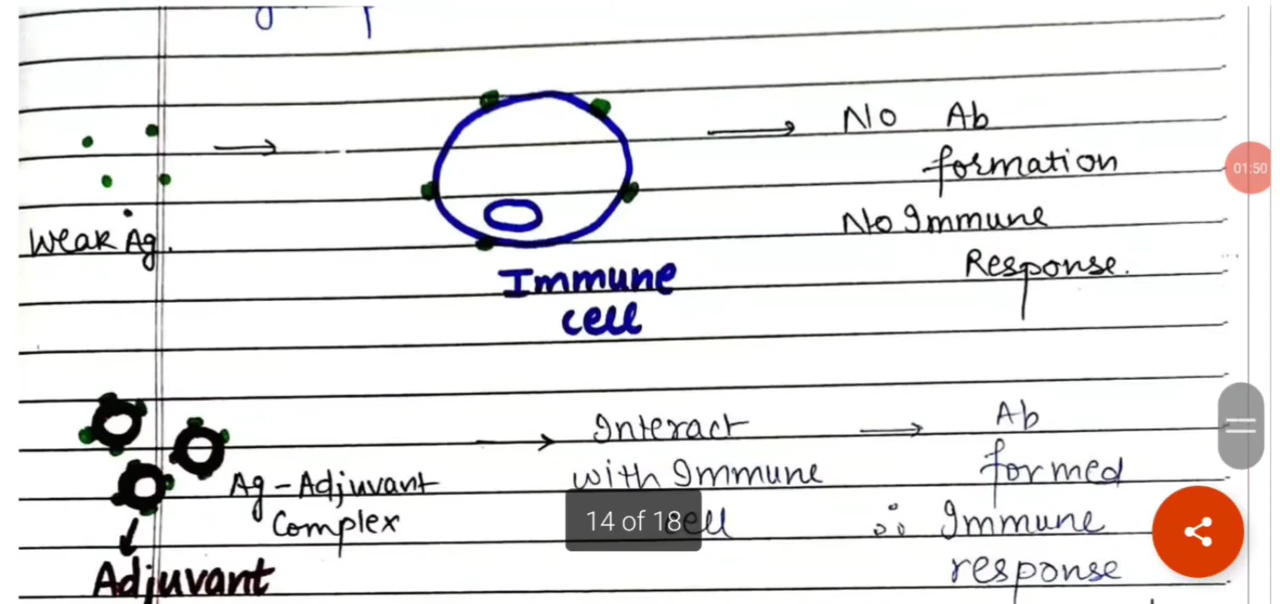 No Ab
formation
01:50
Weak Ag.
No Immune
Response.
Immune
cell
Interact
Ab
with Immune
formed
Ag - Adjuvant
Complex
14 of 18
cell
∴ Immune
response
Adjuvant